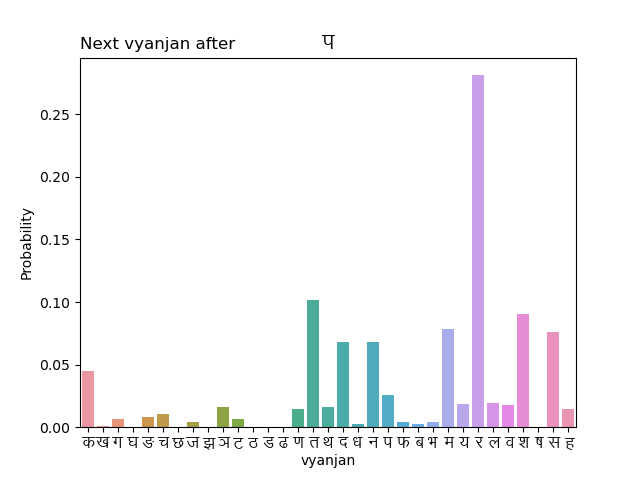 Next vyanjan after प
0.25
0.20
0.15
0.10
0.05
0.00
Probability
क ख ग घ ङ च छ ज झ ञ ट ठ ड ढ ण त थ द ध न प फ ब भ म य र ल व श ष स ह
vyanjan